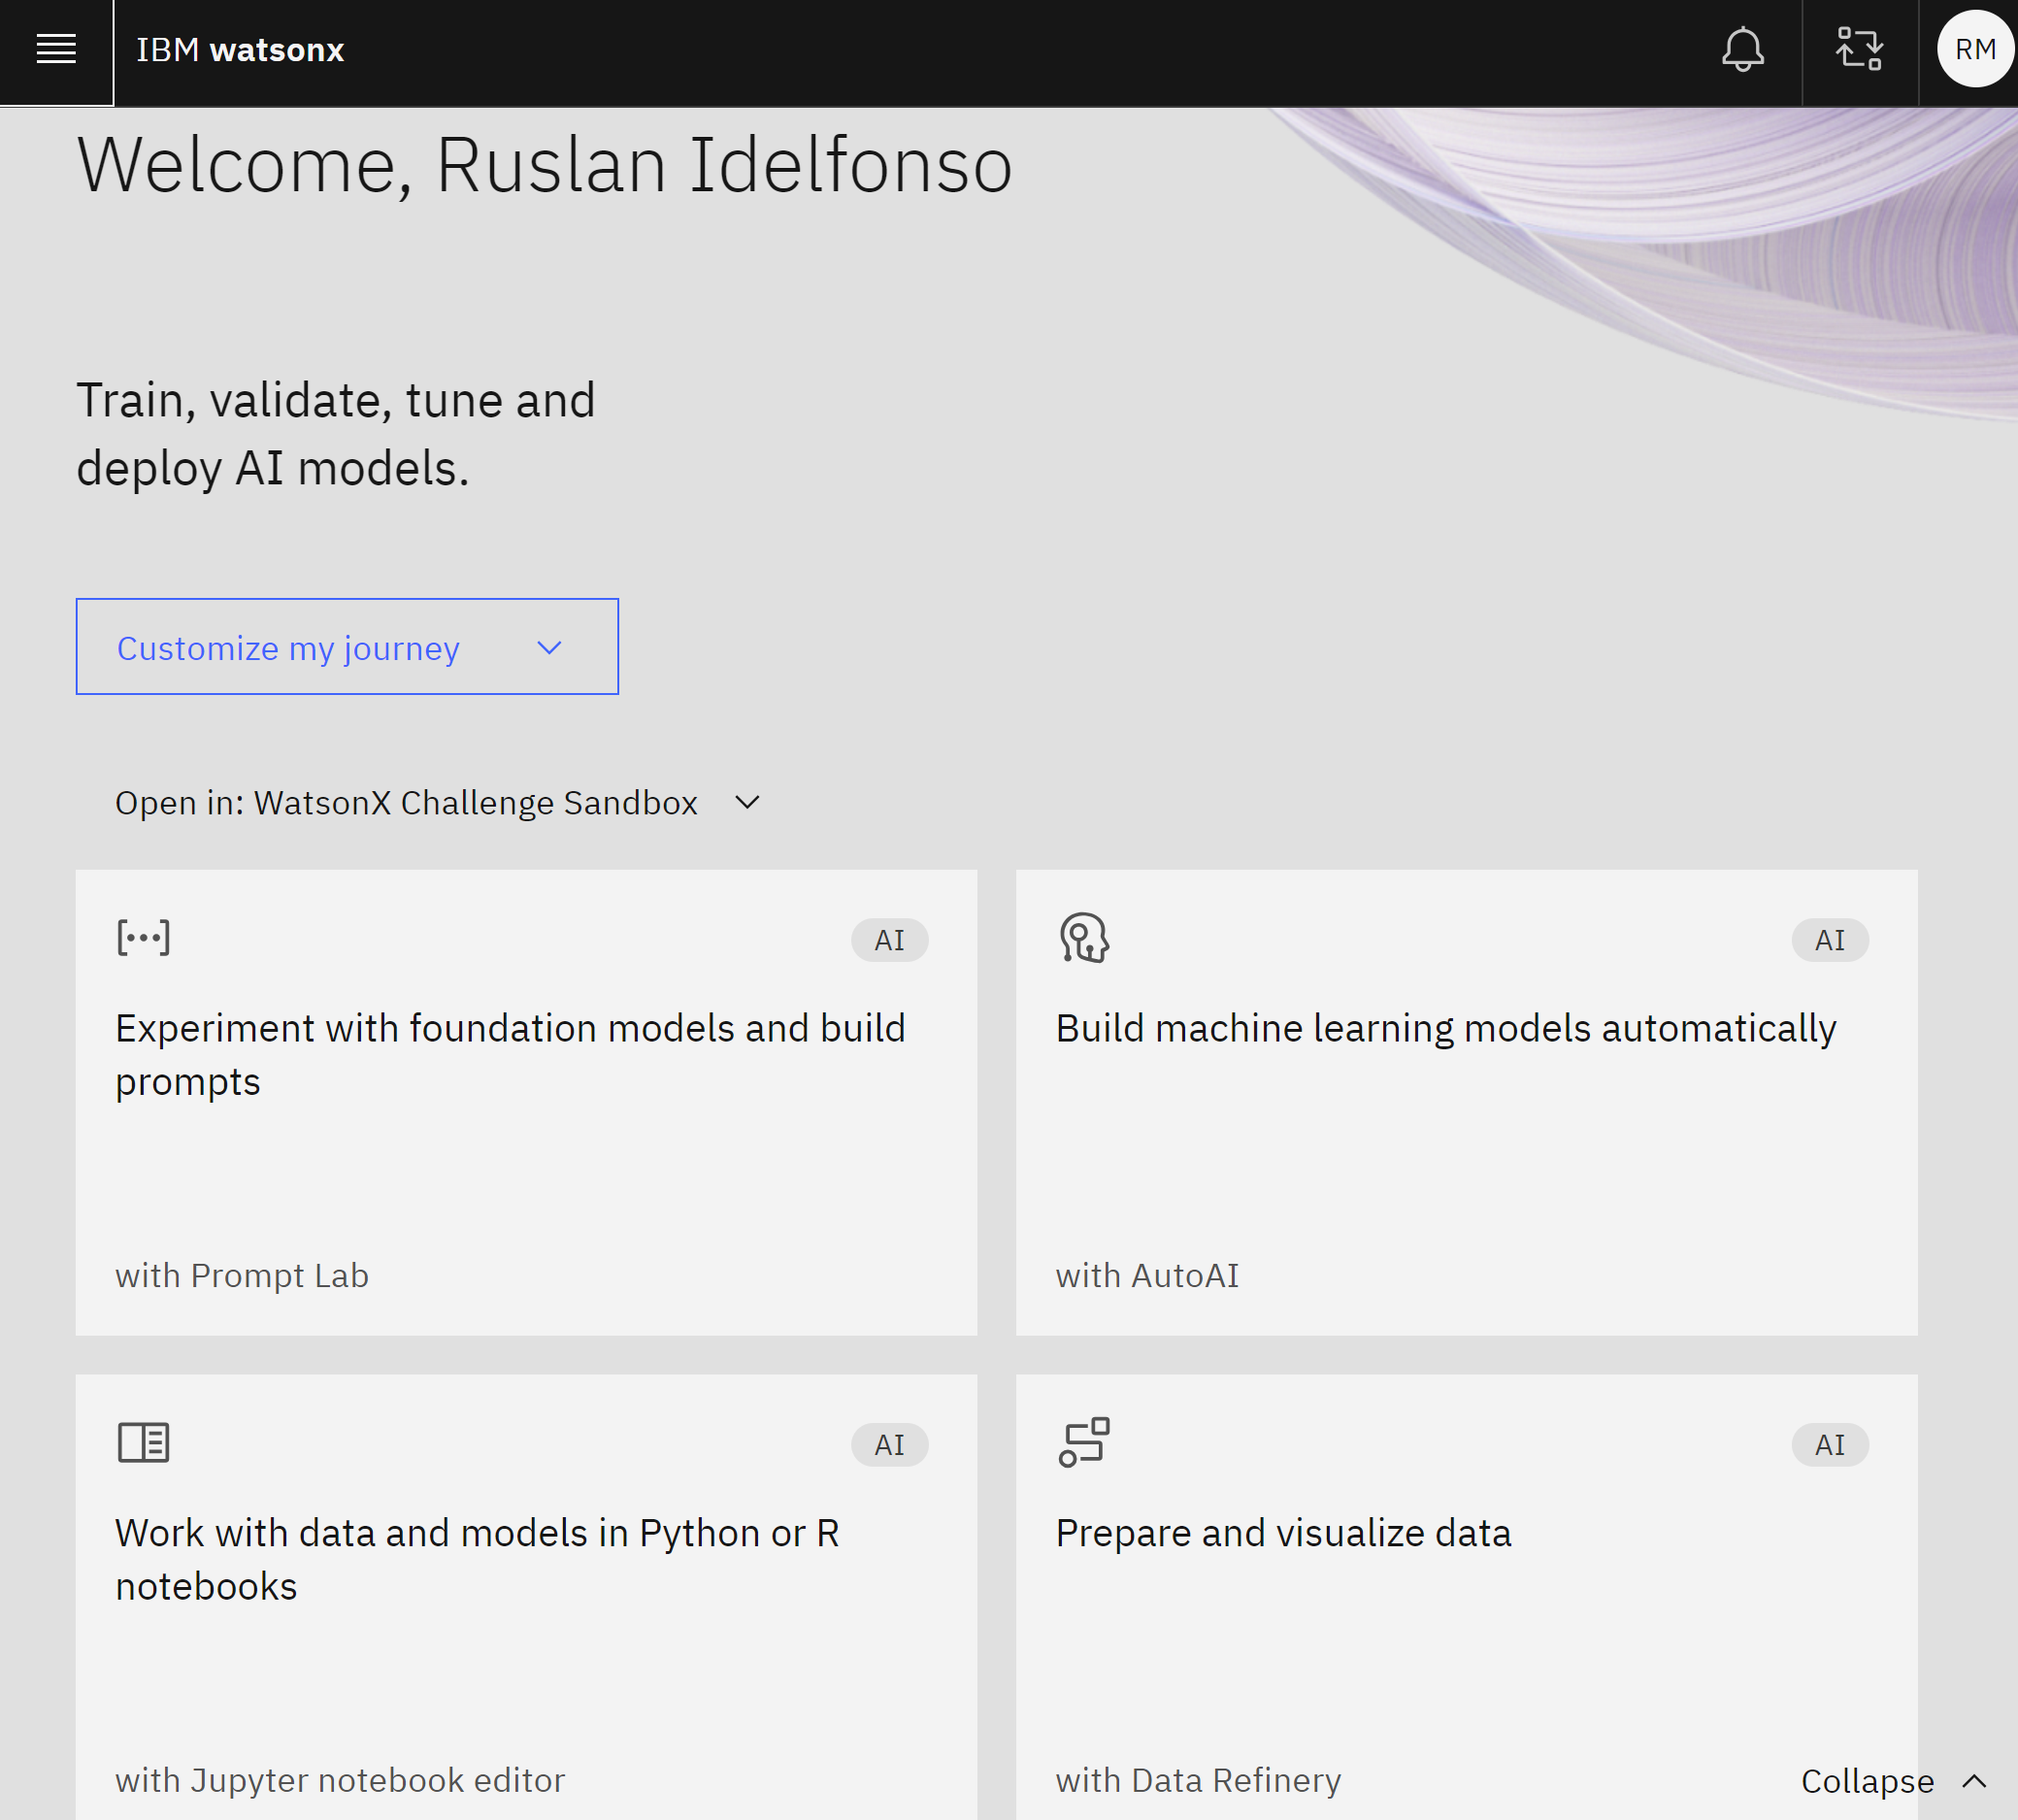 IBM watsonx
RM
Welcome, Ruslan Idelfonso
Train, validate, tune and
deploy AI models.
Customize my journey
Open in: WatsonX Challenge Sandbox
AI
Experiment with foundation models and build
prompts
with Prompt Lab
AI
Build machine learning models automatically
with AutoAI
AI
Work with data and models in Python or R
notebooks
with Jupyter notebook editor
AI
Prepare and visualize data
with Data Refinery
Collapse